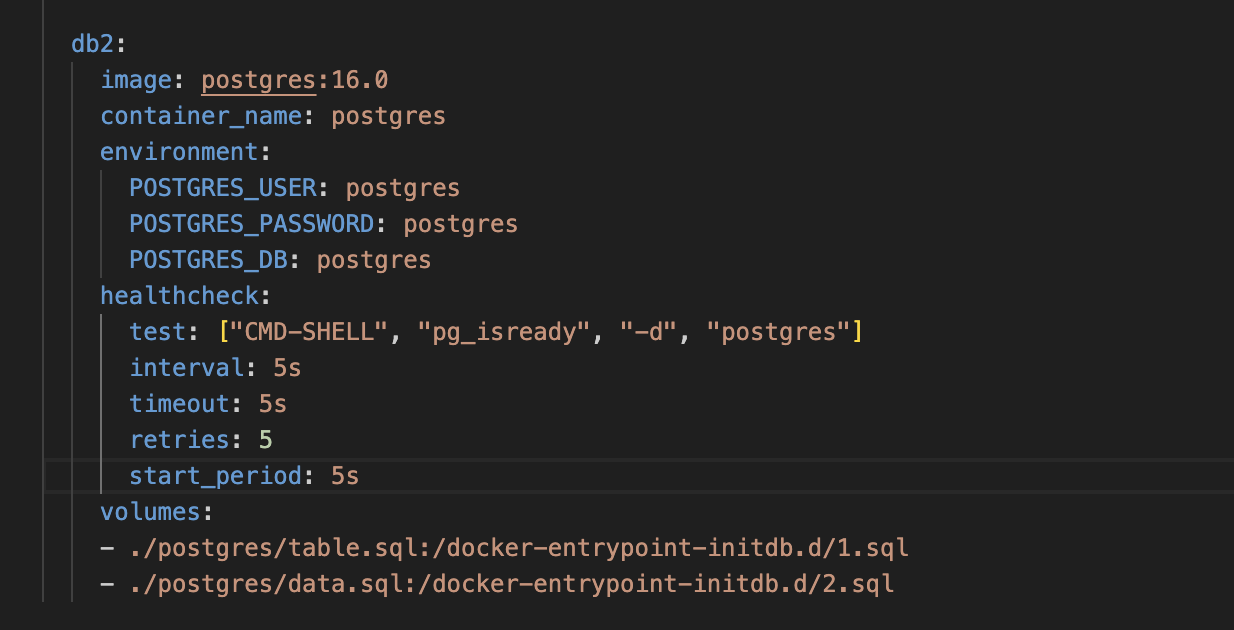 db2:
image: postgres:16.0
container_name: postgres
environment:
POSTGRES_USER: postgres
POSTGRES_PASSWORD: postgres
POSTGRES_DB: postgres
healthcheck:
test: ["CMD-SHELL", "pg_isready", "-d", "postgres"]
interval: 5s
timeout: 5s
retries: 5
start_period: 5s
volumes:
- ./postgres/table.sql:/docker-entrypoint-initdb.d/1.sql
- ./postgres/data.sql:/docker-entrypoint-initdb.d/2.sql